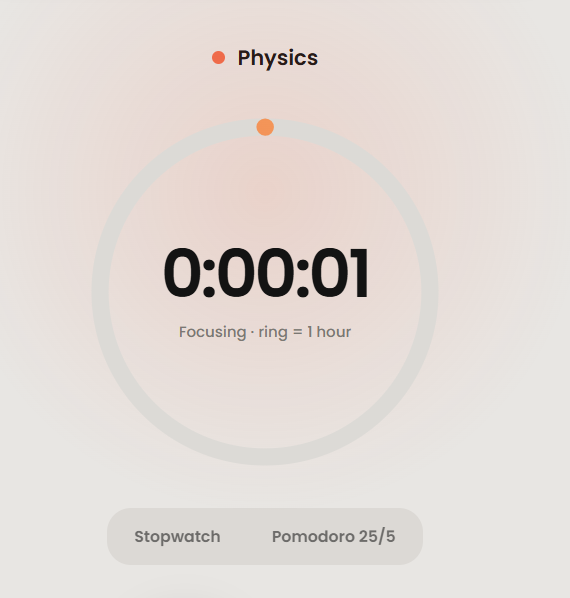 Physics
0:00:01
Focusing · ring = 1 hour
Stopwatch Pomodoro 25/5